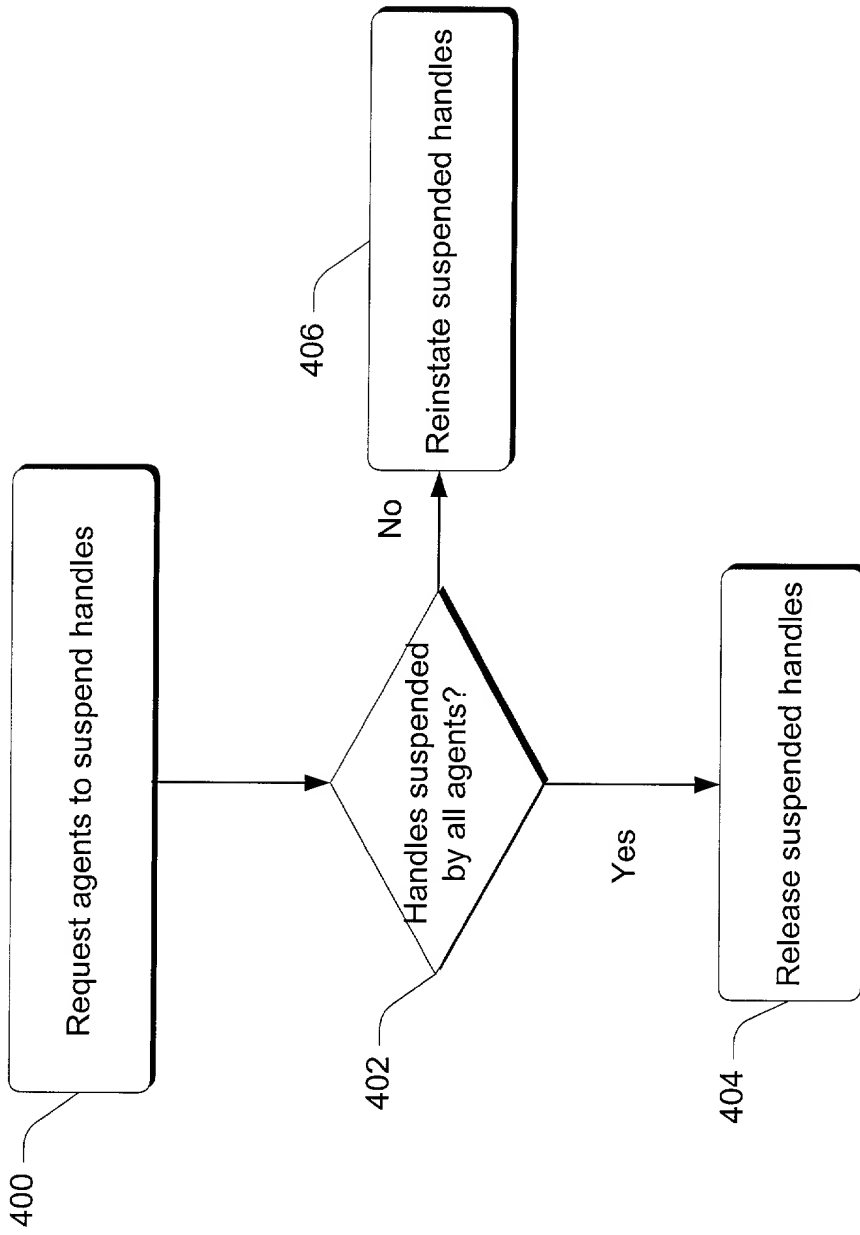 400
Request agents to suspend handles
402
Handles suspended
by all agents?
No
406
Reinstate suspended handles
Yes
404
Release suspended handles